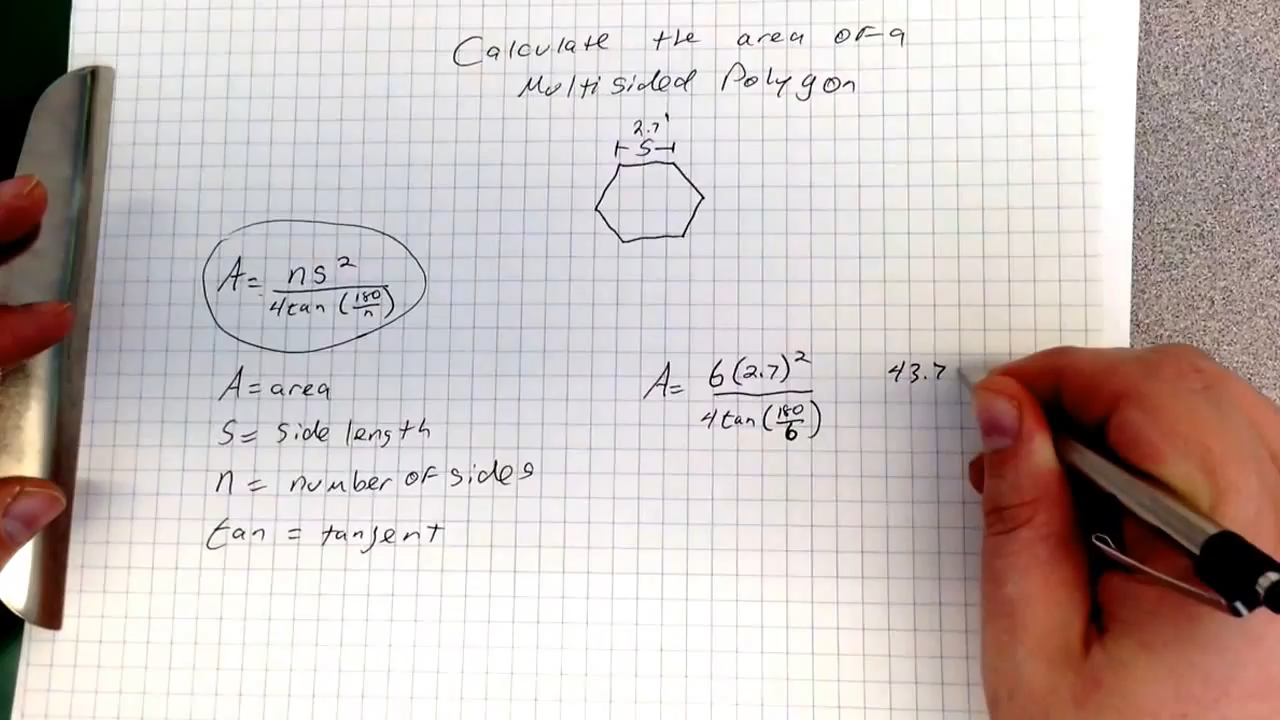 Calculate the area of a
Multisided Polygon
2.7'
S
A = ns² / 4tan (180/n)
A = area
S = side length
n = number of sides
tan = tangent
A = 6(2.7)² / 4tan(180/6)
43.7